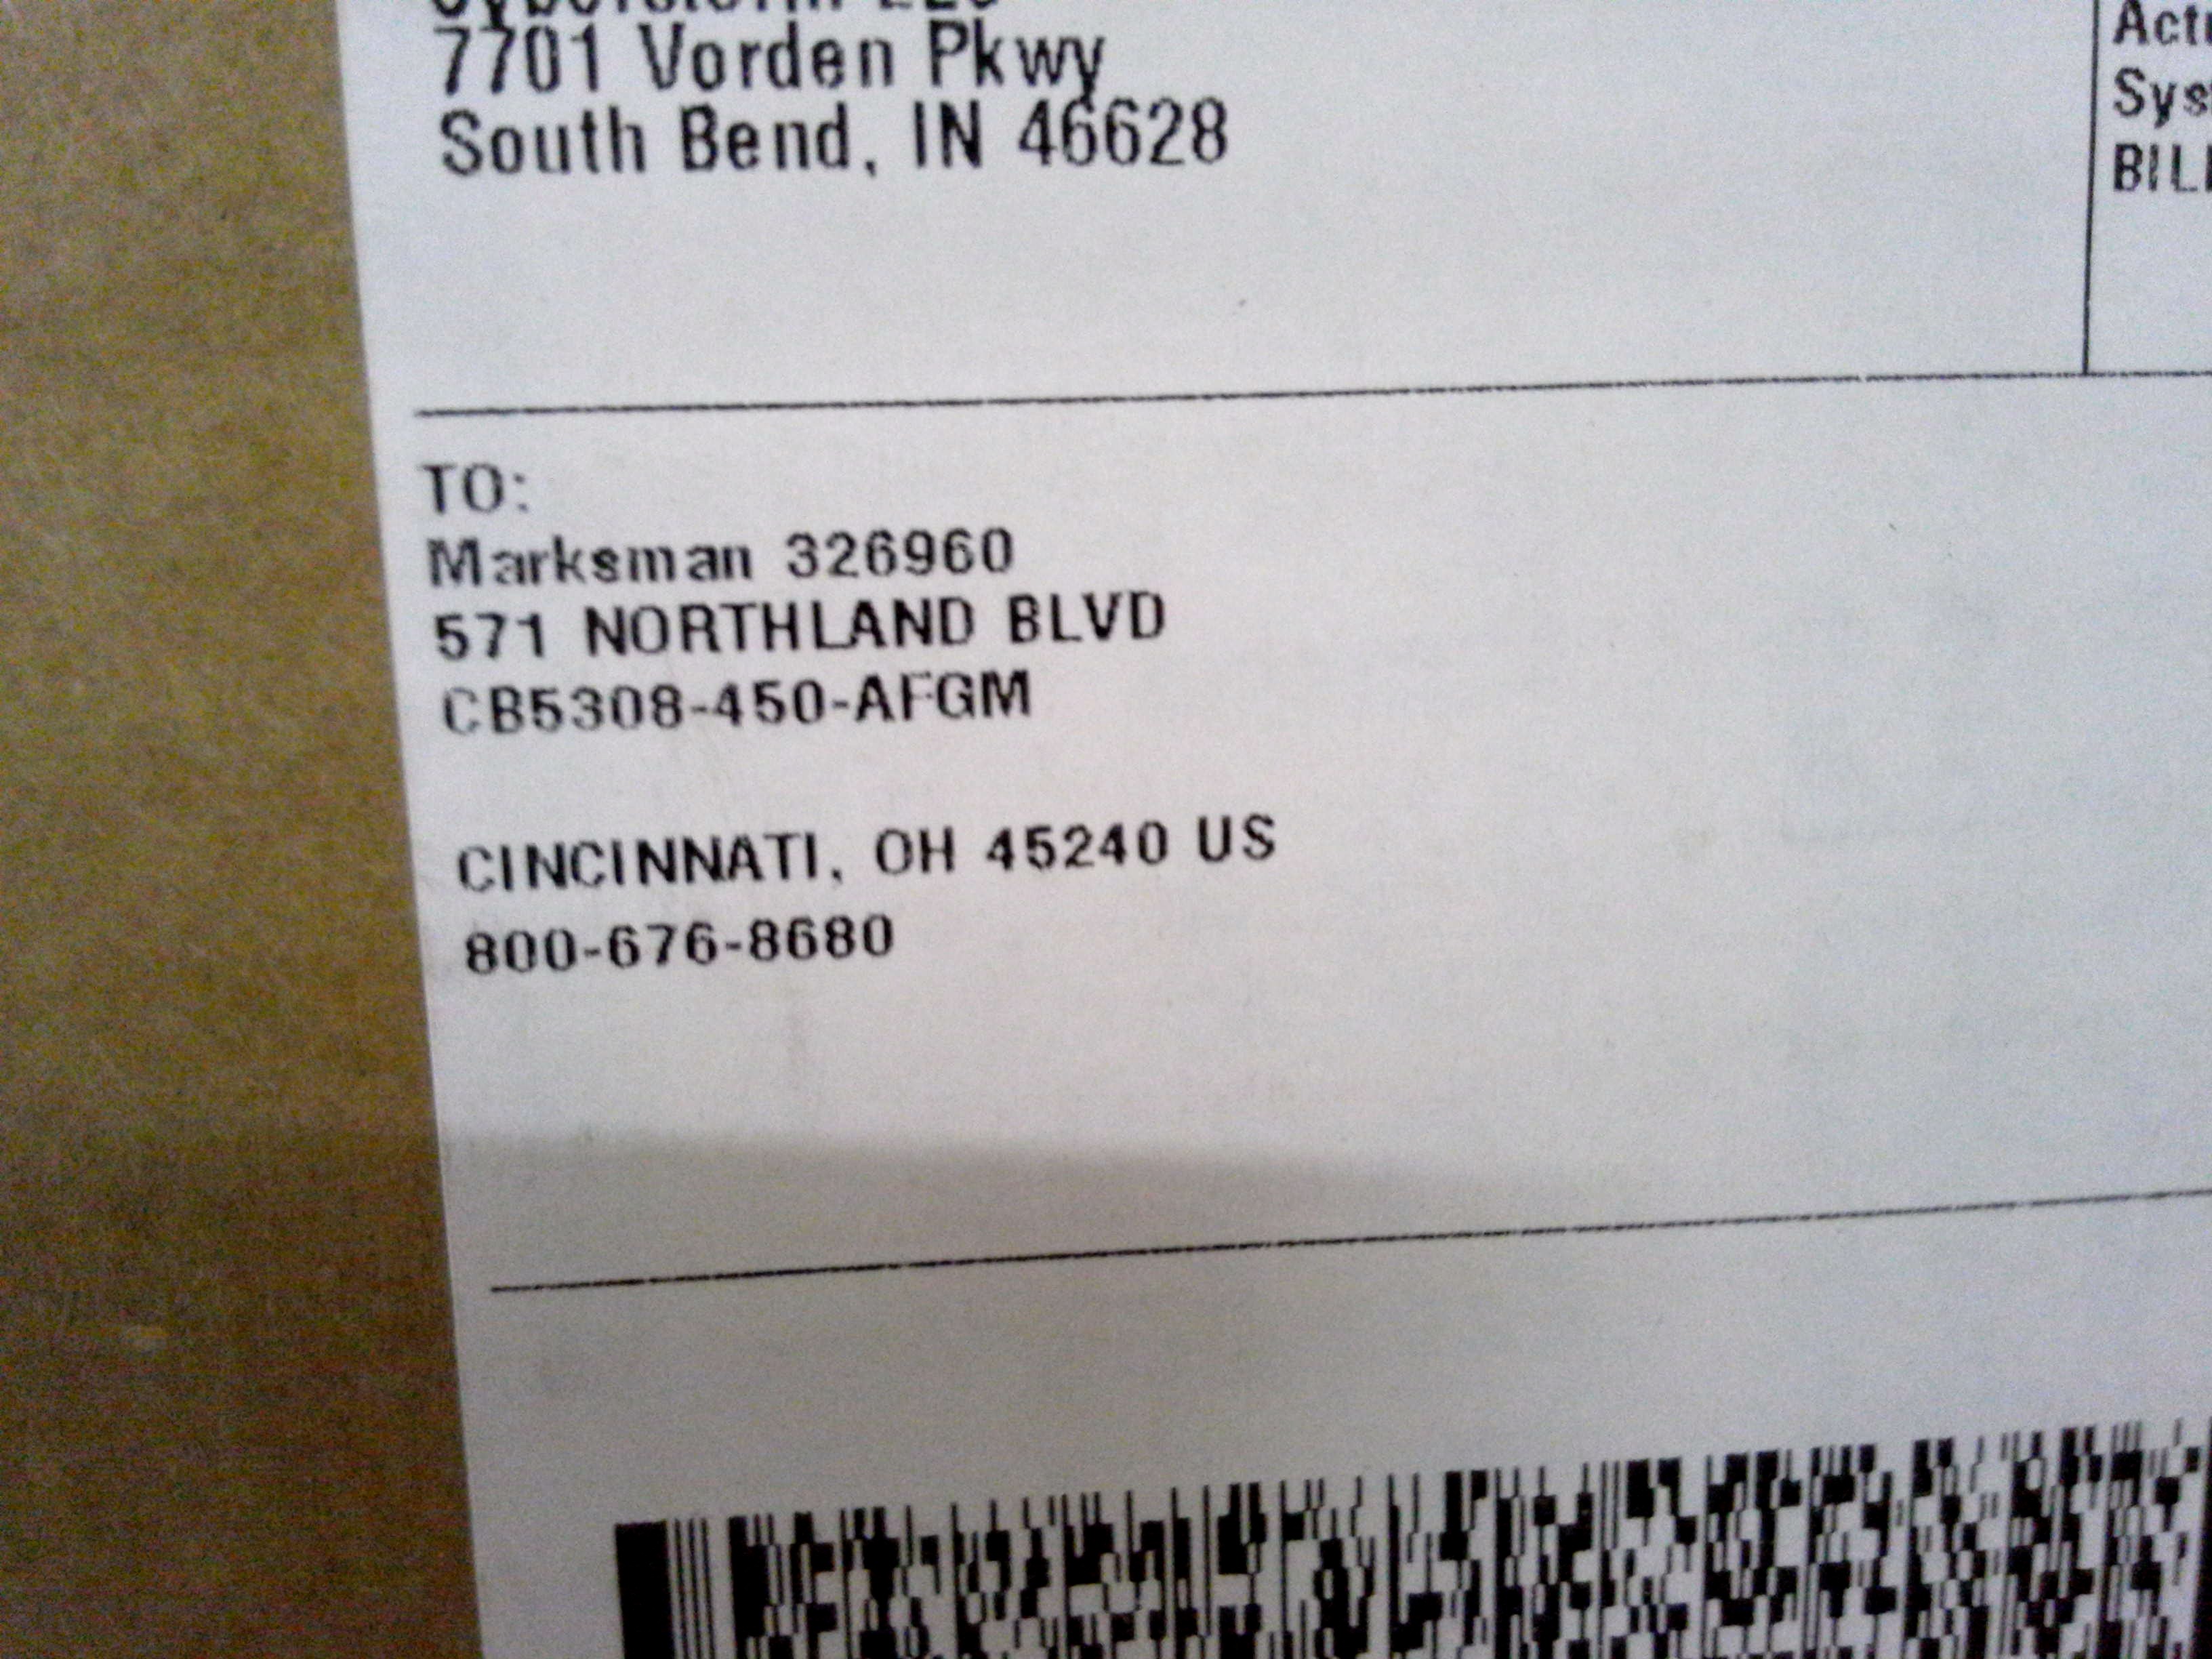 7701 Vorden Pkwy
South Bend, IN 46628
TO:
Marksman 326960
571 NORTHLAND BLVD
CB5308-450-AFGM
CINCINNATI, OH 45240 US
800-676-8680